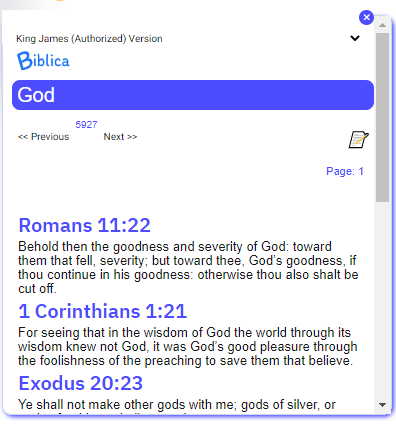 King James (Authorized) Version
Biblica
God
5927
<< Previous Next >>
Page: 1
Romans 11:22
Behold then the goodness and severity of God: toward
them that fell, severity; but toward thee, God's goodness, if
thou continue in his goodness: otherwise thou also shalt be
cut off.
1 Corinthians 1:21
For seeing that in the wisdom of God the world through its
wisdom knew not God, it was God's good pleasure through
the foolishness of the preaching to save them that believe.
Exodus 20:23
Ye shall not make other gods with me; gods of silver, or